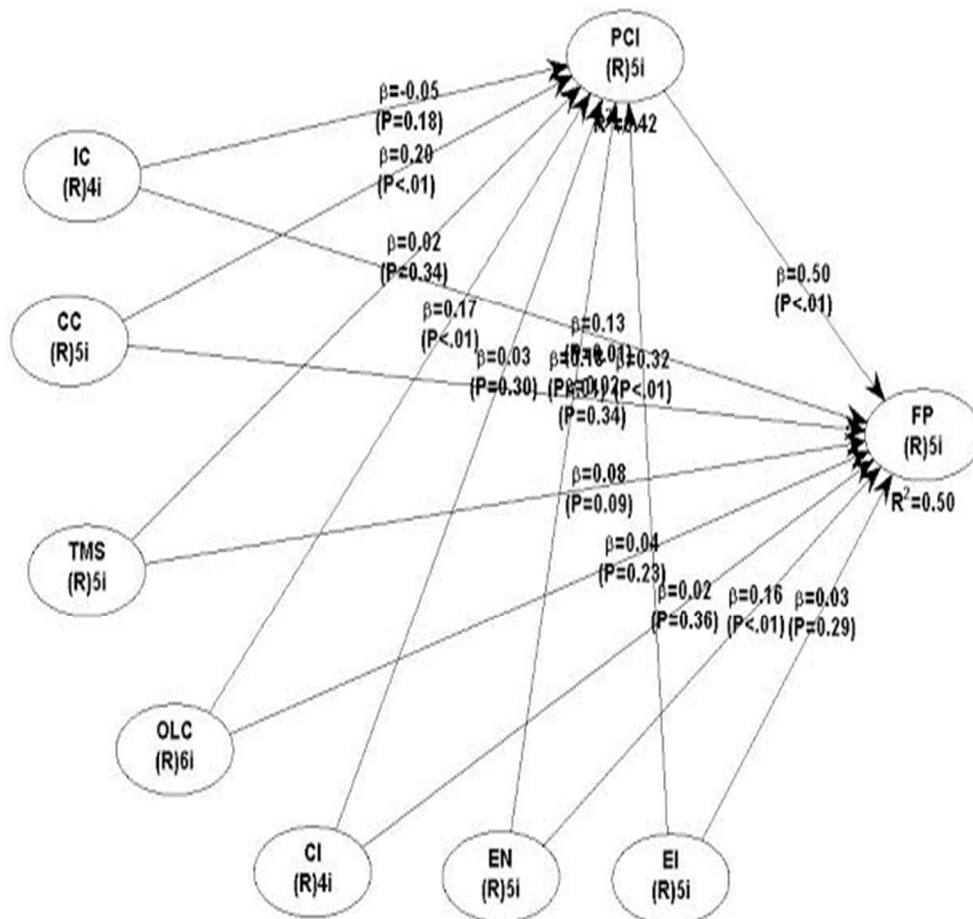 PCI
(R)5i
R
.42
β=-0.05
(P=0.18)
IC
(R)4i
β=0.20
(P<.01)
β=0.02
(P=0.34)
β=0.50
(P<.01)
β=0.17
(P<.01)
CC
(R)5i
β=0.13
β=0.03
(P=0.30)
β=0.32
(P<.01)
(P=0.34)
FP
(R)5i
R²=0.50
β=0.08
(P=0.09)
TMS
(R)5i
β=0.04
(P=0.23)
β=0.02
(P=0.36)
β=0.16
(P<.01)
β=0.03
(P=0.29)
OLC
(R)6i
CI
(R)4i
EN
(R)5i
EI
(R)5i